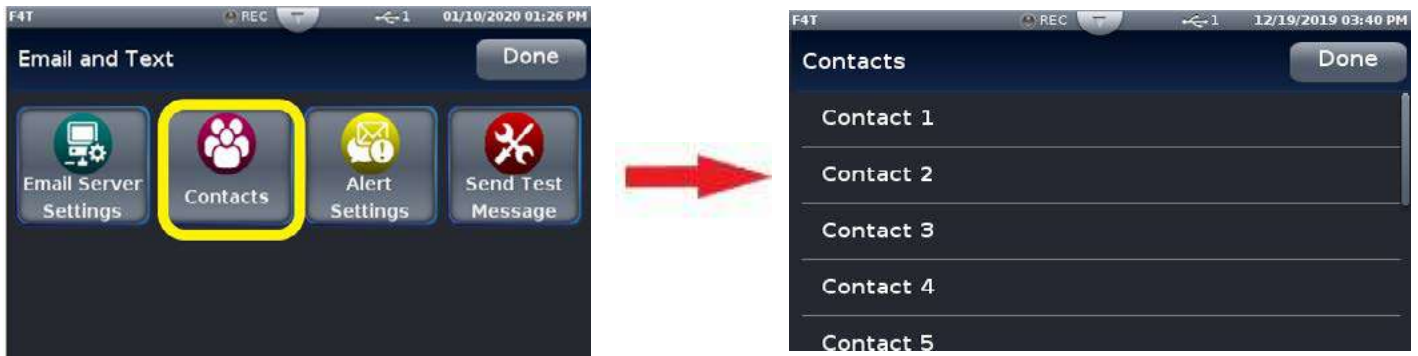 F4T REC 1 01/10/2020 01:26 PM
Email and Text Done
Email Server Settings
Contacts
Alert Settings
Send Test Message
F4T REC 1 12/19/2019 03:40 PM
Contacts Done
Contact 1
Contact 2
Contact 3
Contact 4
Contact 5